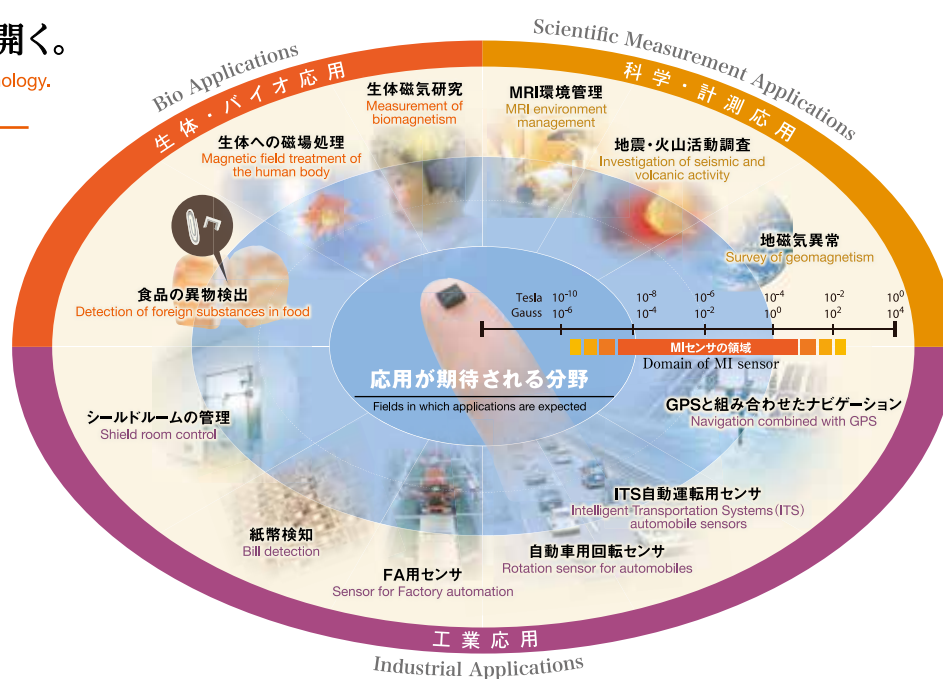 開く。
nology.
Bio Applications
生体・バイオ応用
Scientific Measurement Applications
科学・計測応用
生体磁気研究
Measurement of
biomagnetism
MRI環境管理
MRI environment
management
生体への磁場処理
Magnetic field treatment of
the human body
地震・火山活動調査
Investigation of seismic and
volcanic activity
地磁気異常
Survey of geomagnetism
食品の異物検出
Detection of foreign substances in food
Tesla 10⁻¹⁰ 10⁻⁸ 10⁻⁶ 10⁻⁴ 10⁻² 10⁰
Gauss 10⁻⁶ 10⁻⁴ 10⁻² 10⁰ 10² 10⁴
MIセンサの領域
Domain of MI sensor
応用が期待される分野
Fields in which applications are expected
シールドルームの管理
Shield room control
GPSと組み合わせたナビゲーション
Navigation combined with GPS
ITS自動運転用センサ
Intelligent Transportation Systems(ITS)
automobile sensors
紙幣検知
Bill detection
自動車用回転センサ
Rotation sensor for automobiles
FA用センサ
Sensor for Factory automation
工業応用
Industrial Applications